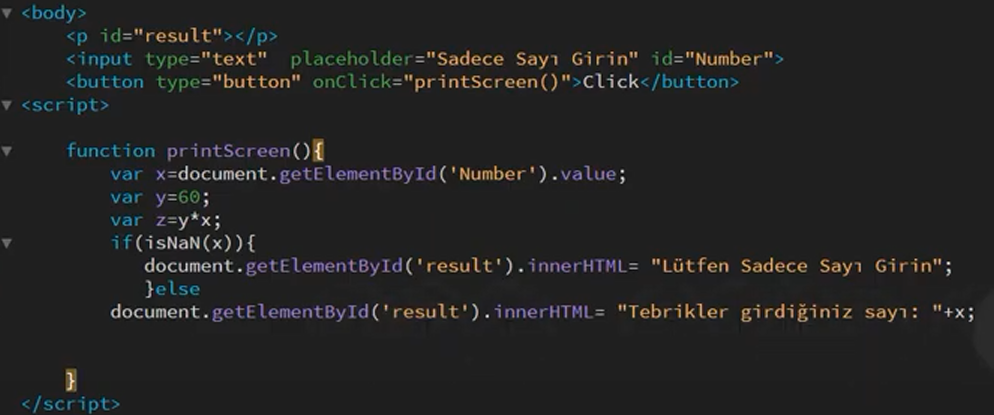 <body>
<p id="result"></p>
<input type="text"  placeholder="Sadece Sayı Girin" id="Number">
<button type="button" onClick="printScreen()">Click</button>
<script>
function printScreen(){
var x=document.getElementById('Number').value;
var y=60;
var z=y*x;
if(isNaN(x)){
document.getElementById('result').innerHTML= "Lütfen Sadece Sayı Girin";
}else
document.getElementById('result').innerHTML= "Tebrikler girdiğiniz sayı: "+x;
}
</script>